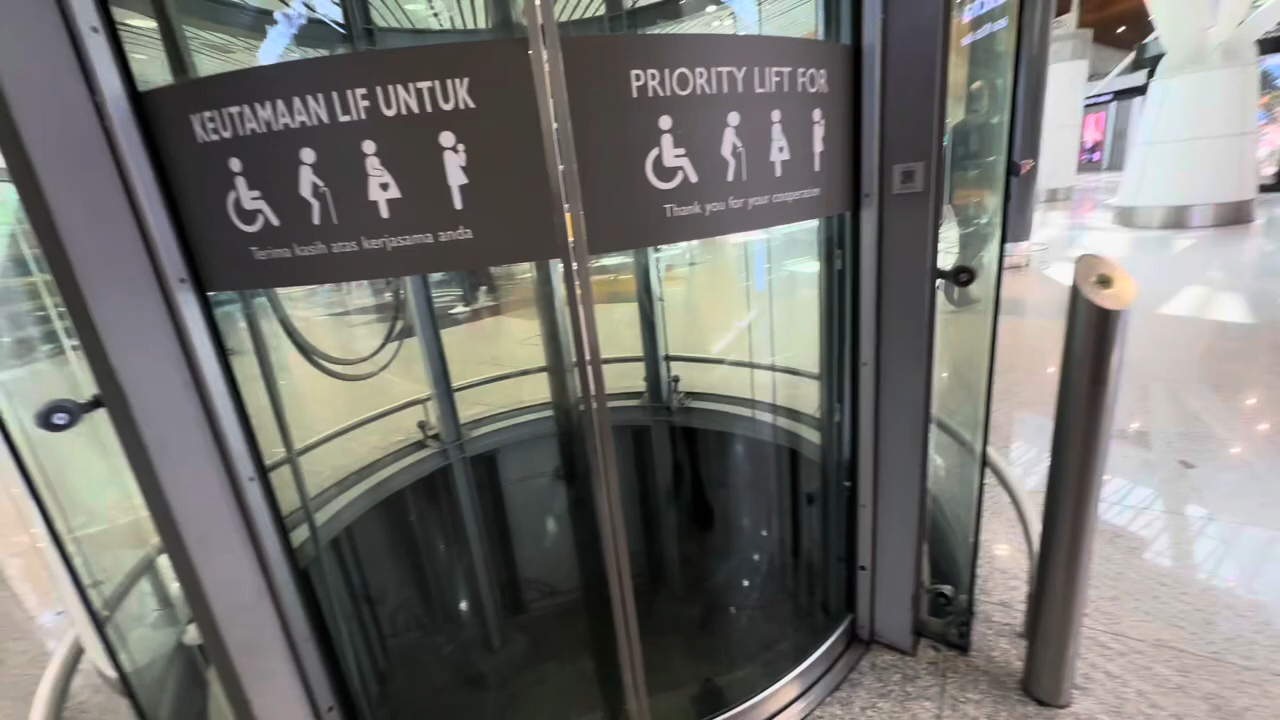 KEUTAMAAN LIF UNTUK
Terima kasih atas kerjasama anda
PRIORITY LIFT FOR
Thank you for your cooperation